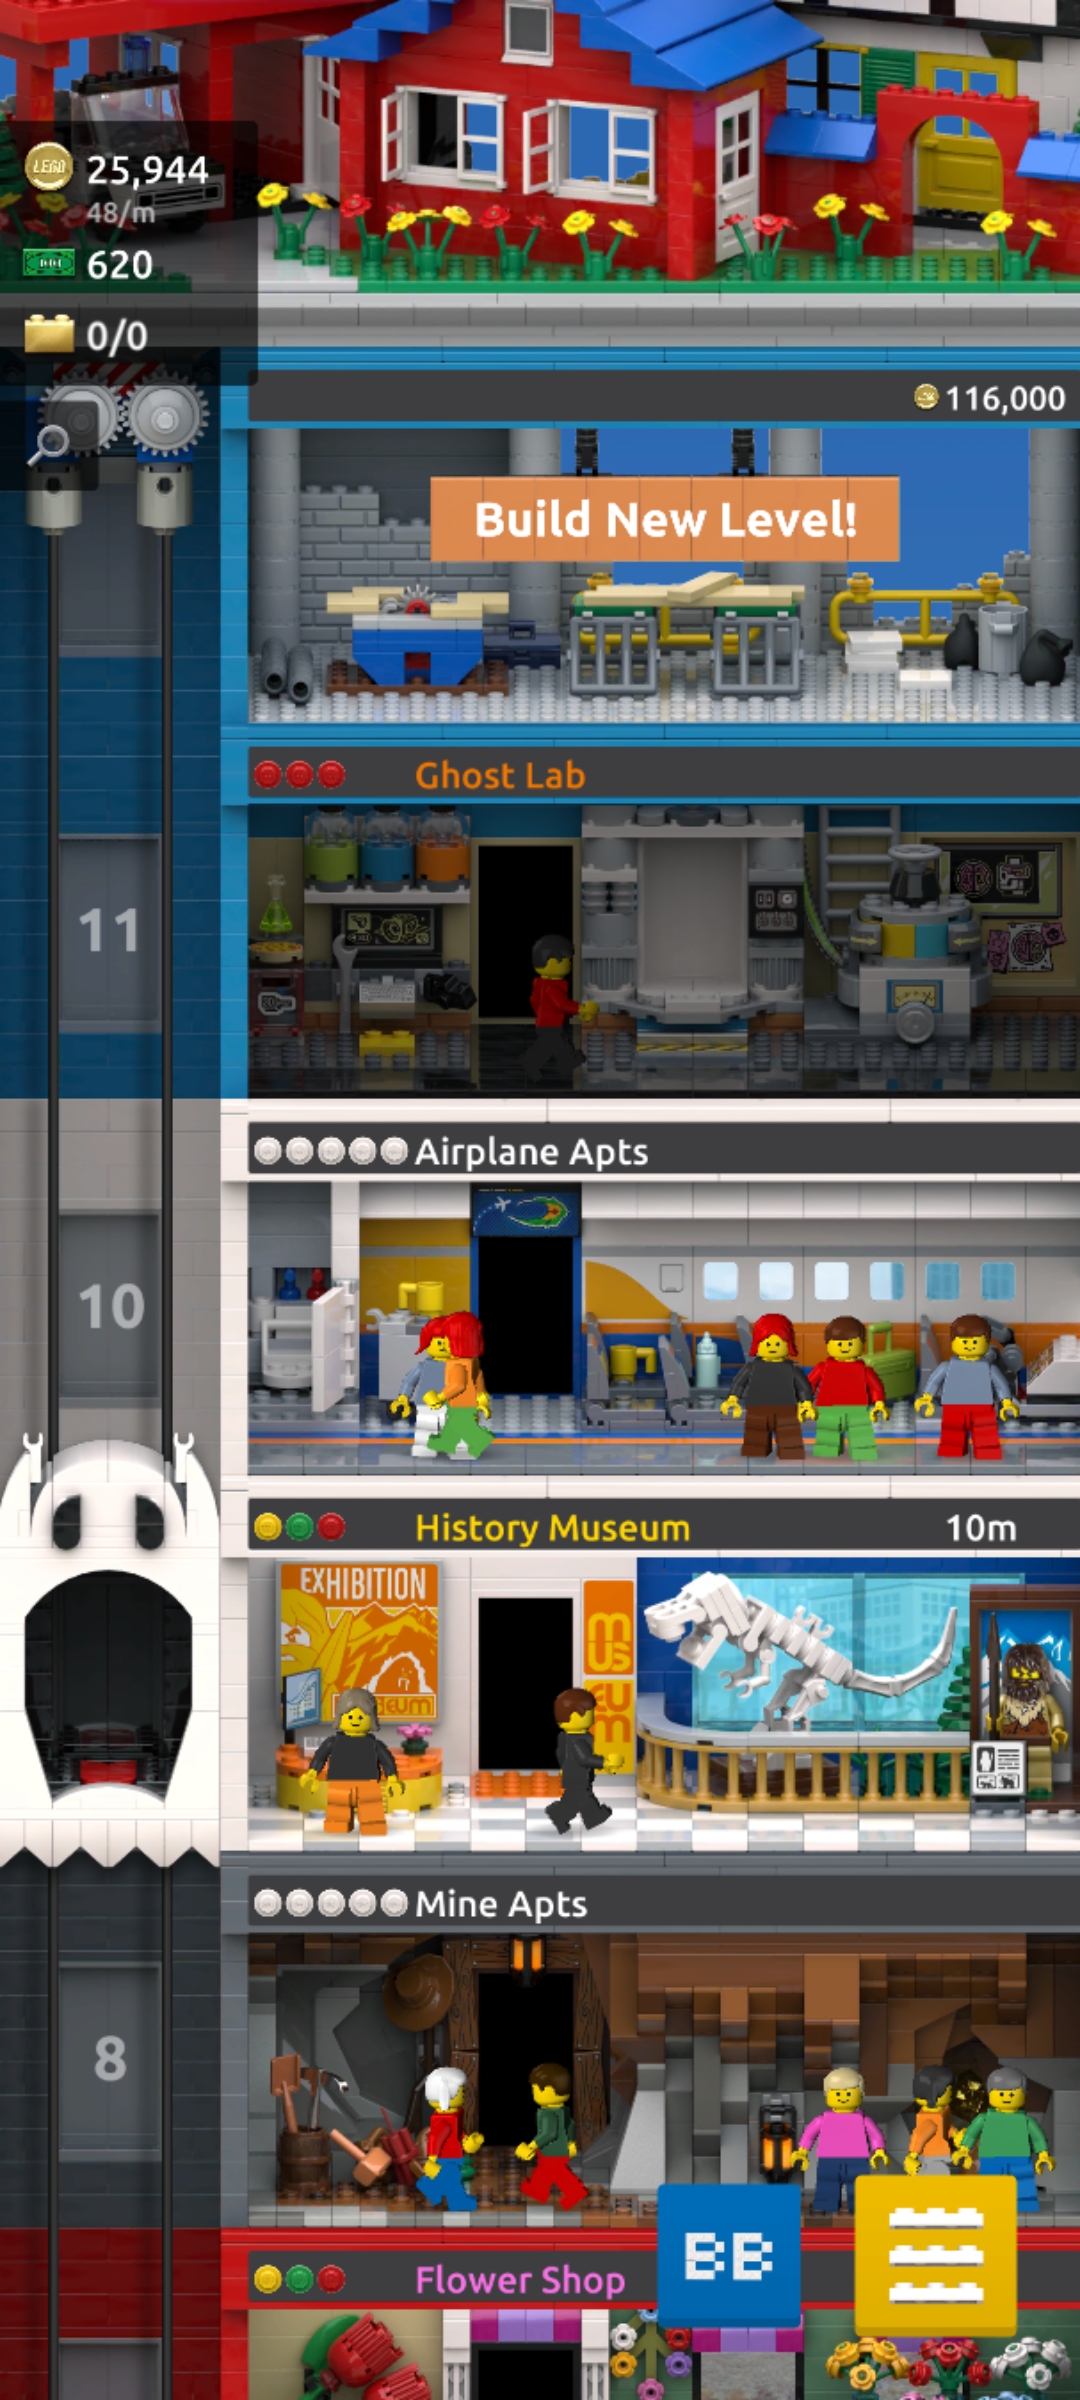 LEGO
25,944
48/m
620
0/0
116,000
Build New Level!
Ghost Lab
11
Airplane Apts
10
History Museum
10m
EXHIBITION
MUSEUM
Mine Apts
8
BB
Flower Shop